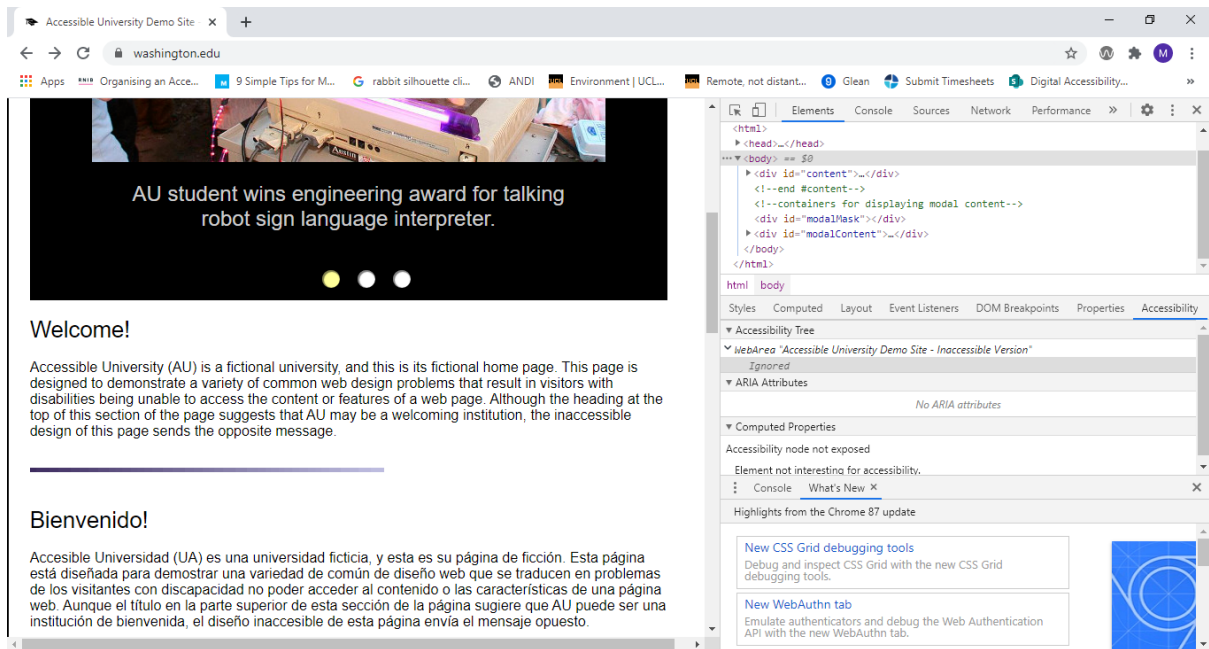 Accessible University Demo Site
washington.edu
M
Apps
RNIB Organising an Acce...
9 Simple Tips for M...
G rabbit silhouette cli...
ANDI
UCL Environment | UCL...
UCL Remote, not distant...
Glean
Submit Timesheets
Digital Accessibility...
»
Austin
AU student wins engineering award for talking
robot sign language interpreter.
Welcome!
Accessible University (AU) is a fictional university, and this is its fictional home page. This page is
designed to demonstrate a variety of common web design problems that result in visitors with
disabilities being unable to access the content or features of a web page. Although the heading at the
top of this section of the page suggests that AU may be a welcoming institution, the inaccessible
design of this page sends the opposite message.
Bienvenido!
Accesible Universidad (UA) es una universidad ficticia, y esta es su página de ficción. Esta página
está diseñada para demostrar una variedad de común de diseño web que se traducen en problemas
de los visitantes con discapacidad no poder acceder al contenido o las características de una página
web. Aunque el título en la parte superior de esta sección de la página sugiere que AU puede ser una
institución de bienvenida, el diseño inaccesible de esta página envía el mensaje opuesto.
Elements Console Sources Network Performance »
<html>
<head>…</head>
<body> == $0
<div id="content">…</div>
<!--end #content-->
<!--containers for displaying modal content-->
<div id="modalMask"></div>
<div id="modalContent">…</div>
</body>
</html>
html body
Styles Computed Layout Event Listeners DOM Breakpoints Properties Accessibility
Accessibility Tree
WebArea "Accessible University Demo Site - Inaccessible Version"
Ignored
ARIA Attributes
No ARIA attributes
Computed Properties
Accessibility node not exposed
Element not interesting for accessibility.
Console What's New
Highlights from the Chrome 87 update
New CSS Grid debugging tools
Debug and inspect CSS Grid with the new CSS Grid
debugging tools.
New WebAuthn tab
Emulate authenticators and debug the Web Authentication
API with the new WebAuthn tab.